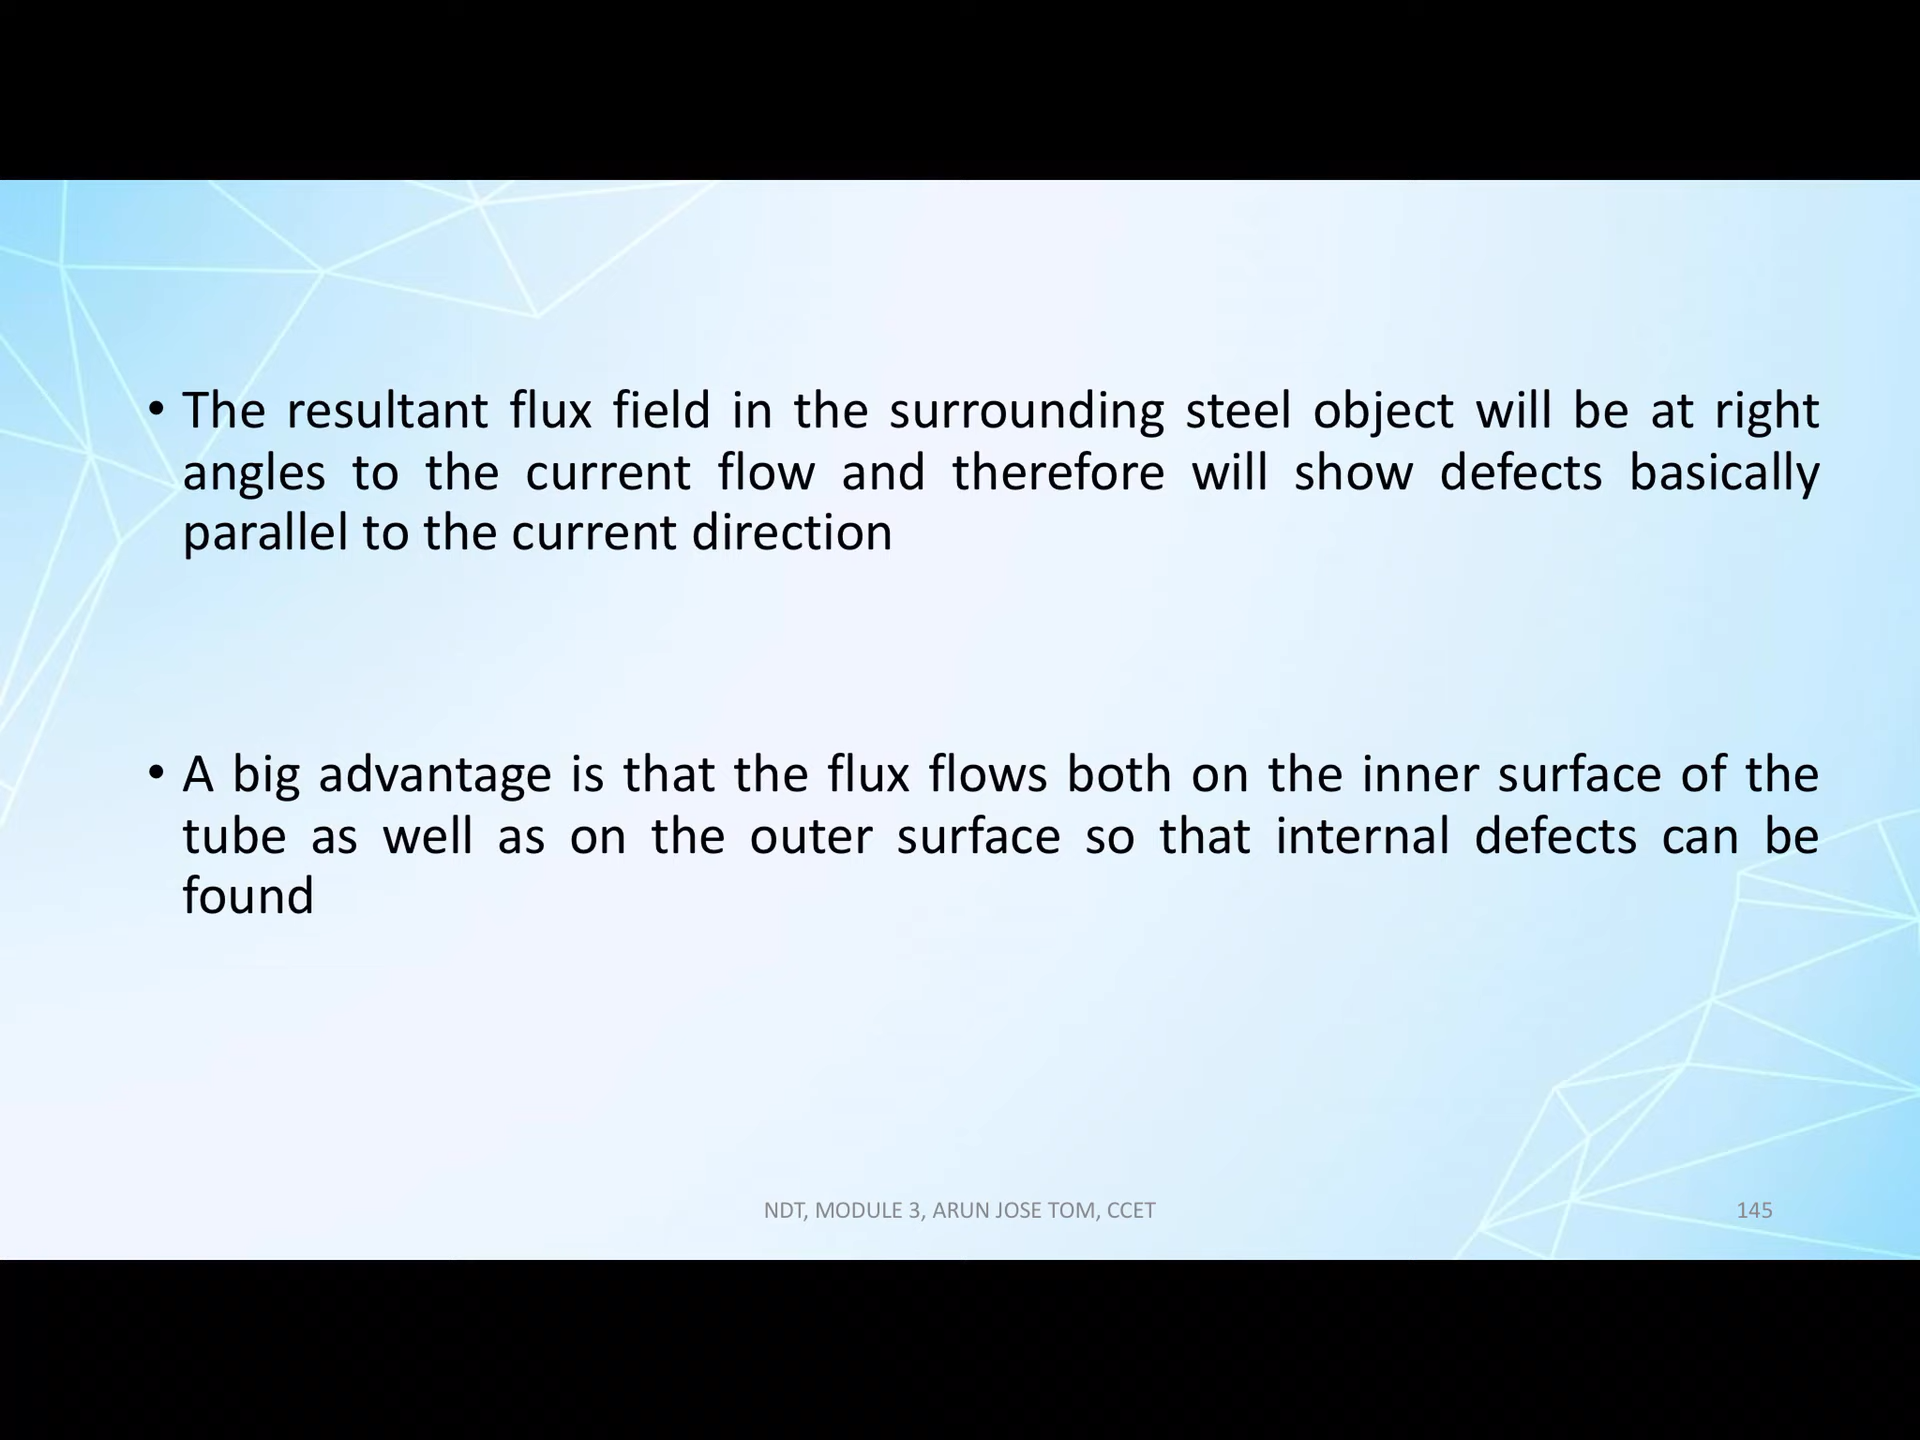 • The resultant flux field in the surrounding steel object will be at right
angles to the current flow and therefore will show defects basically
parallel to the current direction
• A big advantage is that the flux flows both on the inner surface of the
tube as well as on the outer surface so that internal defects can be
found
NDT, MODULE 3, ARUN JOSE TOM, CCET
145